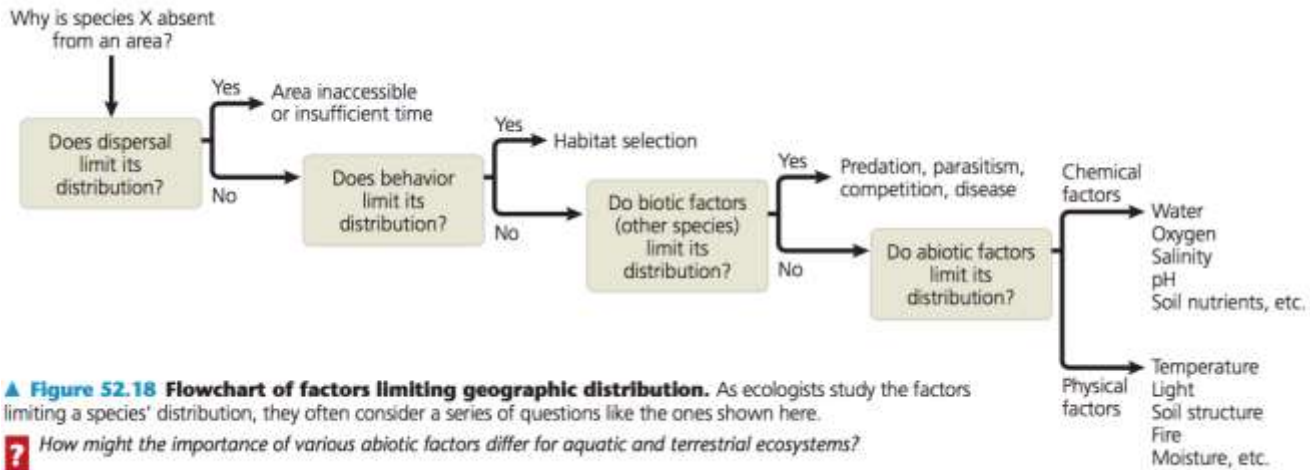 Why is species X absent
from an area?
Yes
Area inaccessible
or insufficient time
Does dispersal
limit its
distribution?
No
Yes
Habitat selection
Does behavior
limit its
distribution?
No
Yes
Predation, parasitism,
competition, disease
Do biotic factors
(other species)
limit its
distribution?
No
Chemical
factors
Water
Oxygen
Salinity
pH
Soil nutrients, etc.
Do abiotic factors
limit its
distribution?
Physical
factors
Temperature
Light
Soil structure
Fire
Moisture, etc.
▲ Figure 52.18 Flowchart of factors limiting geographic distribution. As ecologists study the factors
limiting a species' distribution, they often consider a series of questions like the ones shown here.
? How might the importance of various abiotic factors differ for aquatic and terrestrial ecosystems?